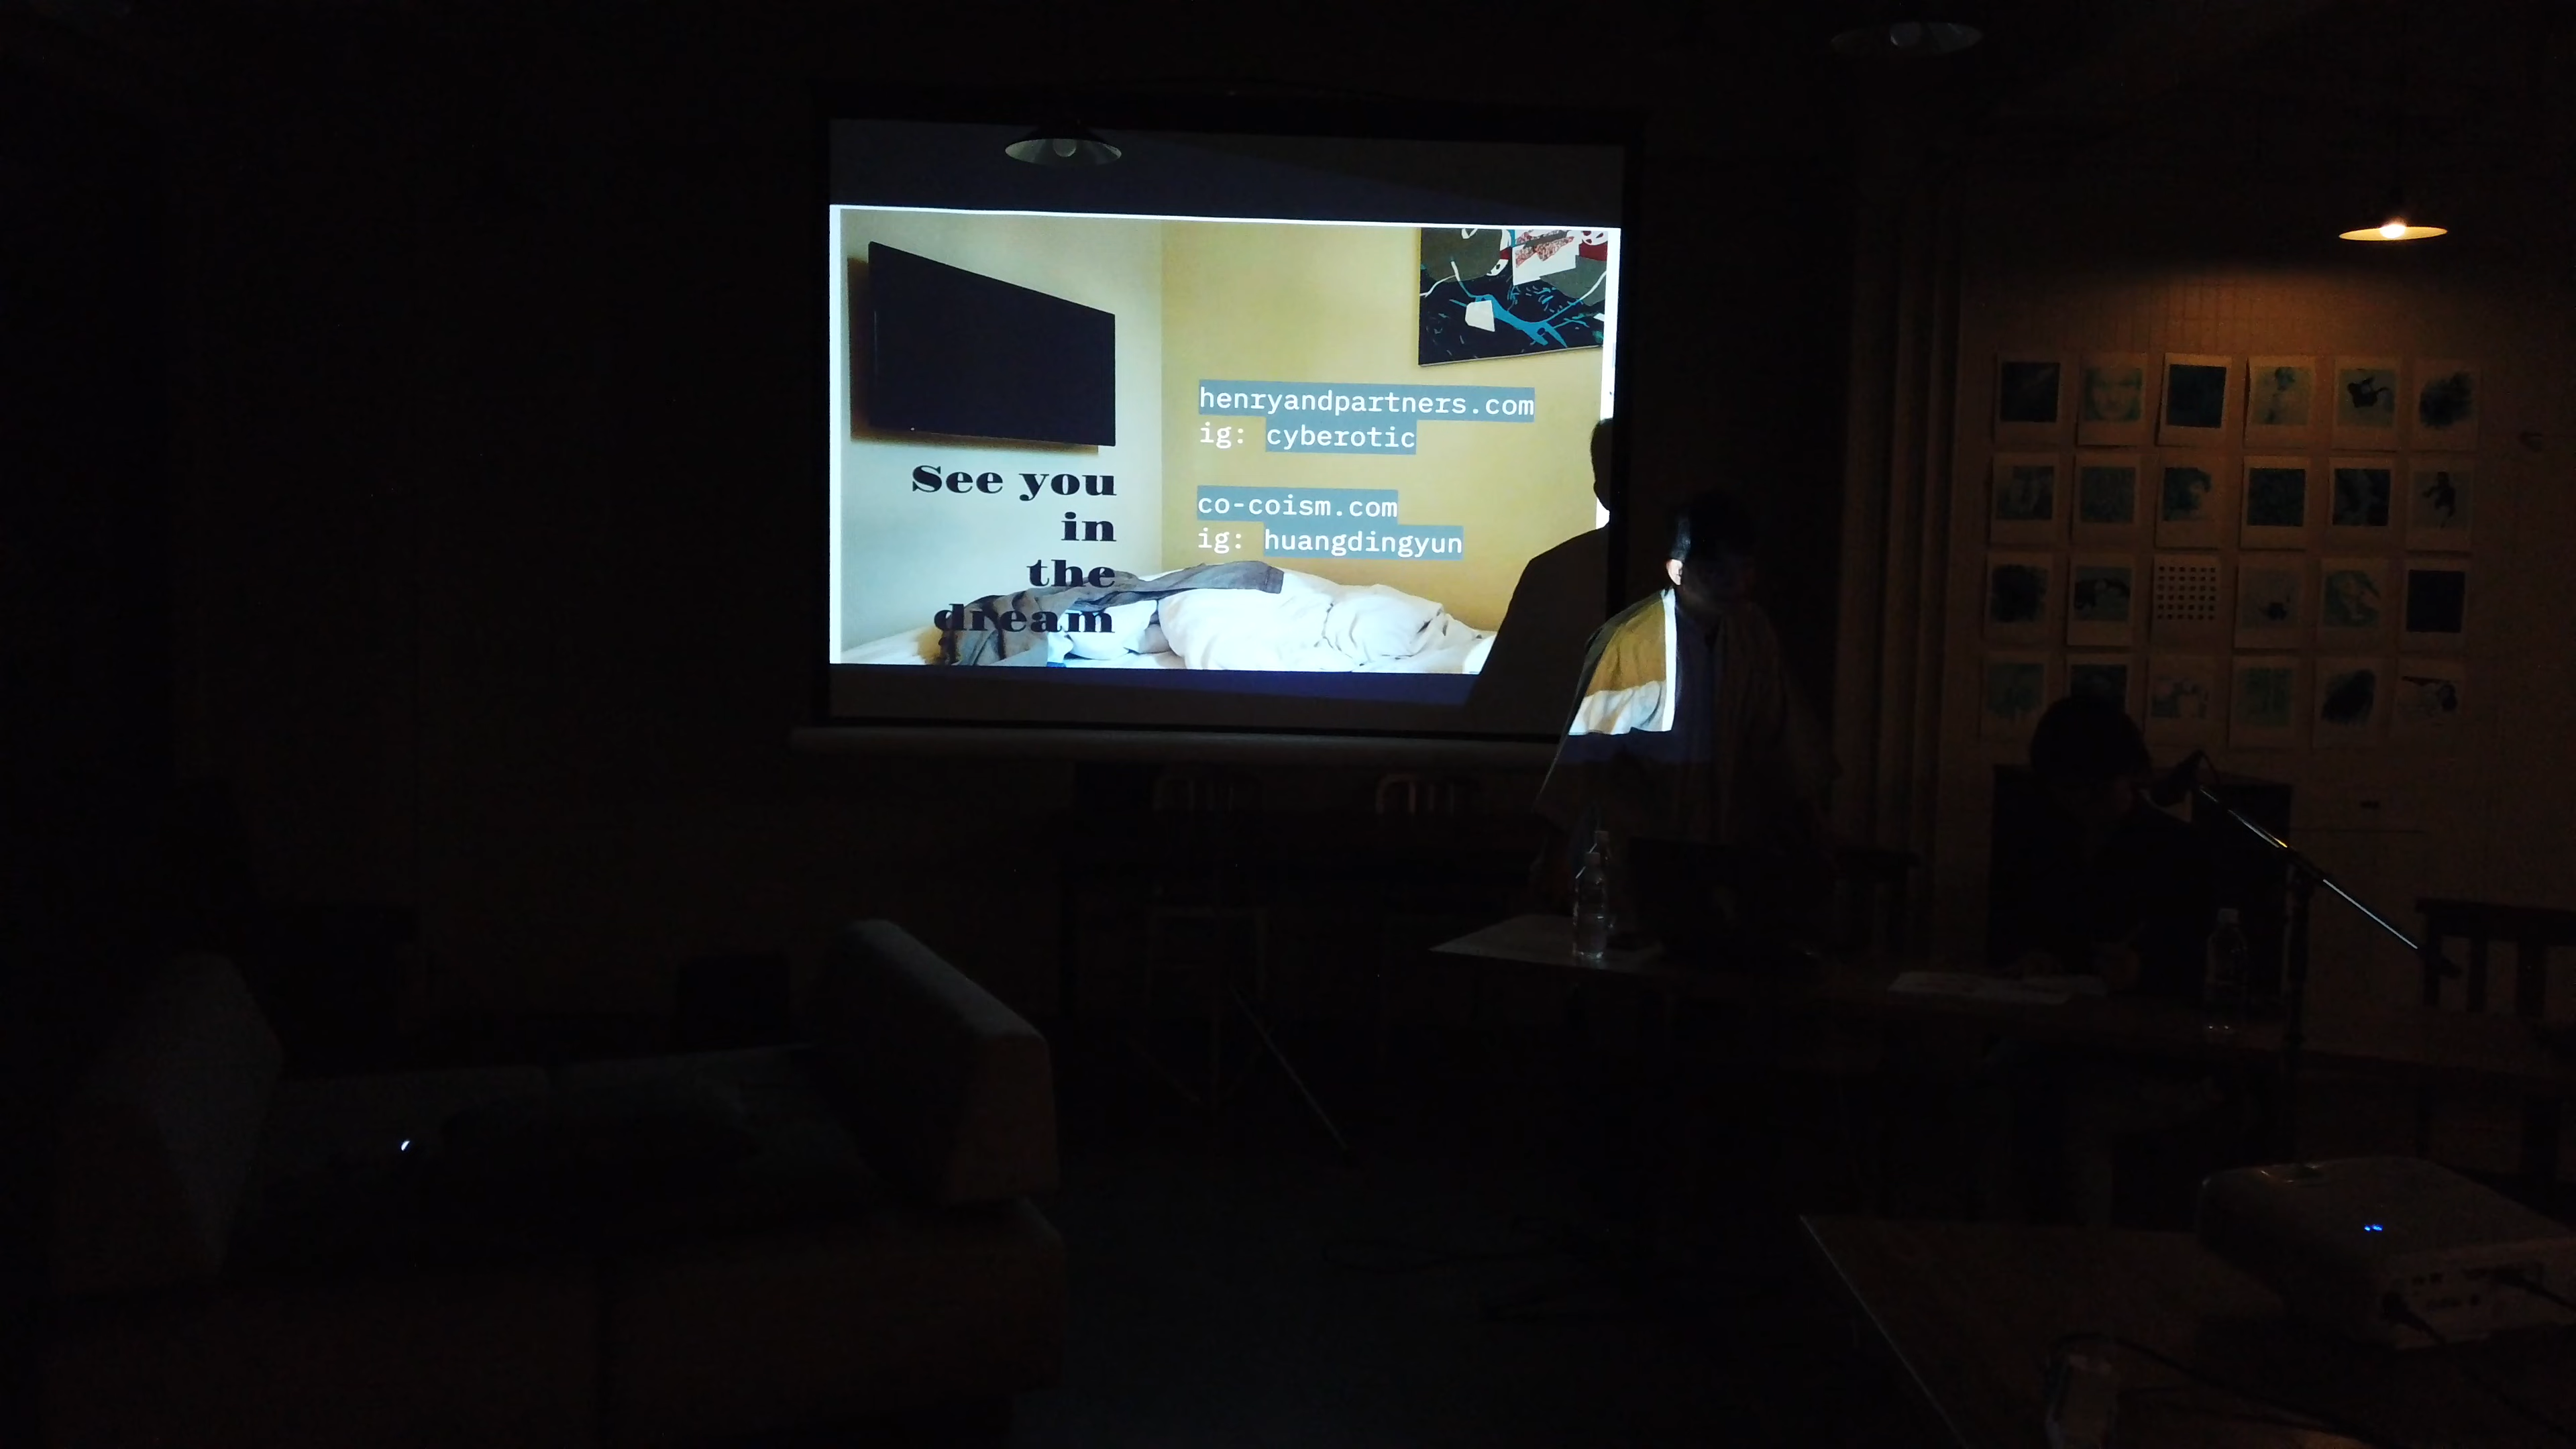 See you
in
the
dream
henryandpartners.com
ig: cyberotic
co-coism.com
ig: huangdingyun